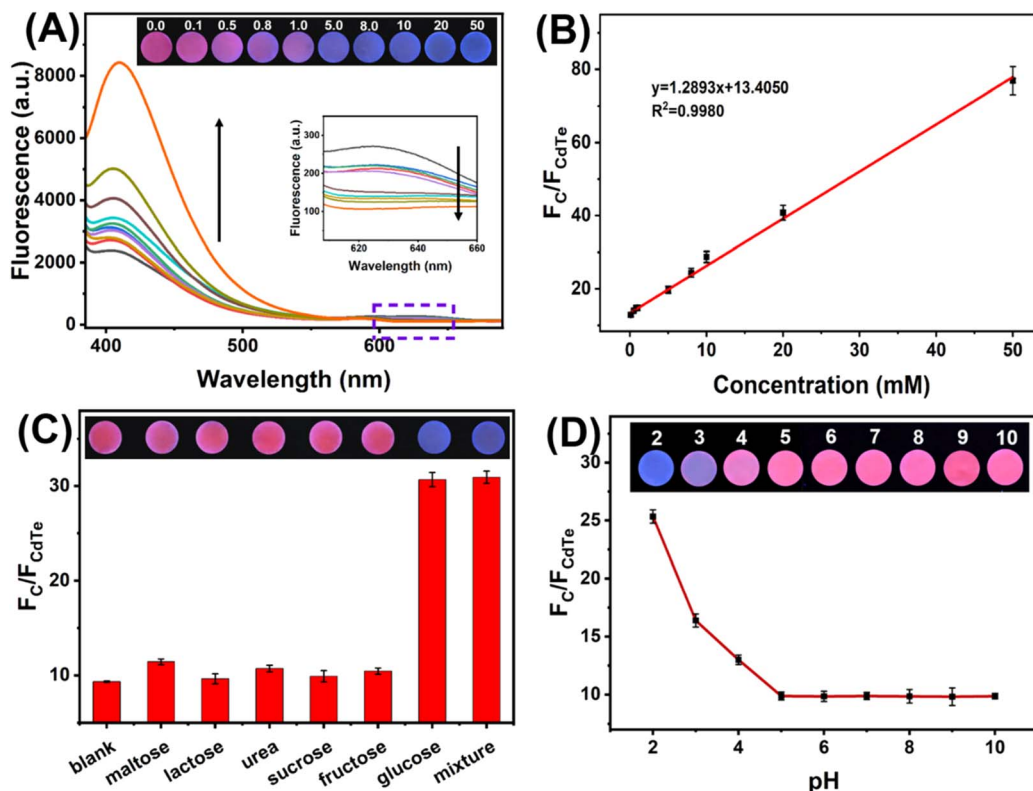 (A)
0.0 0.1 0.5 0.8 1.0 5.0 8.0 10 20 50
8000
6000
4000
2000
0
Fluorescence (a.u.)
400 500 600
Wavelength (nm)
300
200
100
Fluorescence (a.u.)
620 640 660
Wavelength (nm)
(B)
y=1.2893x+13.4050
R²=0.9980
80
60
40
20
F_C/F_CdTe
0 10 20 30 40 50
Concentration (mM)
(C)
30
20
10
F_C/F_CdTe
blank maltose lactose urea sucrose fructose glucose mixture
(D)
2 3 4 5 6 7 8 9 10
30
25
20
15
10
F_C/F_CdTe
2 4 6 8 10
pH